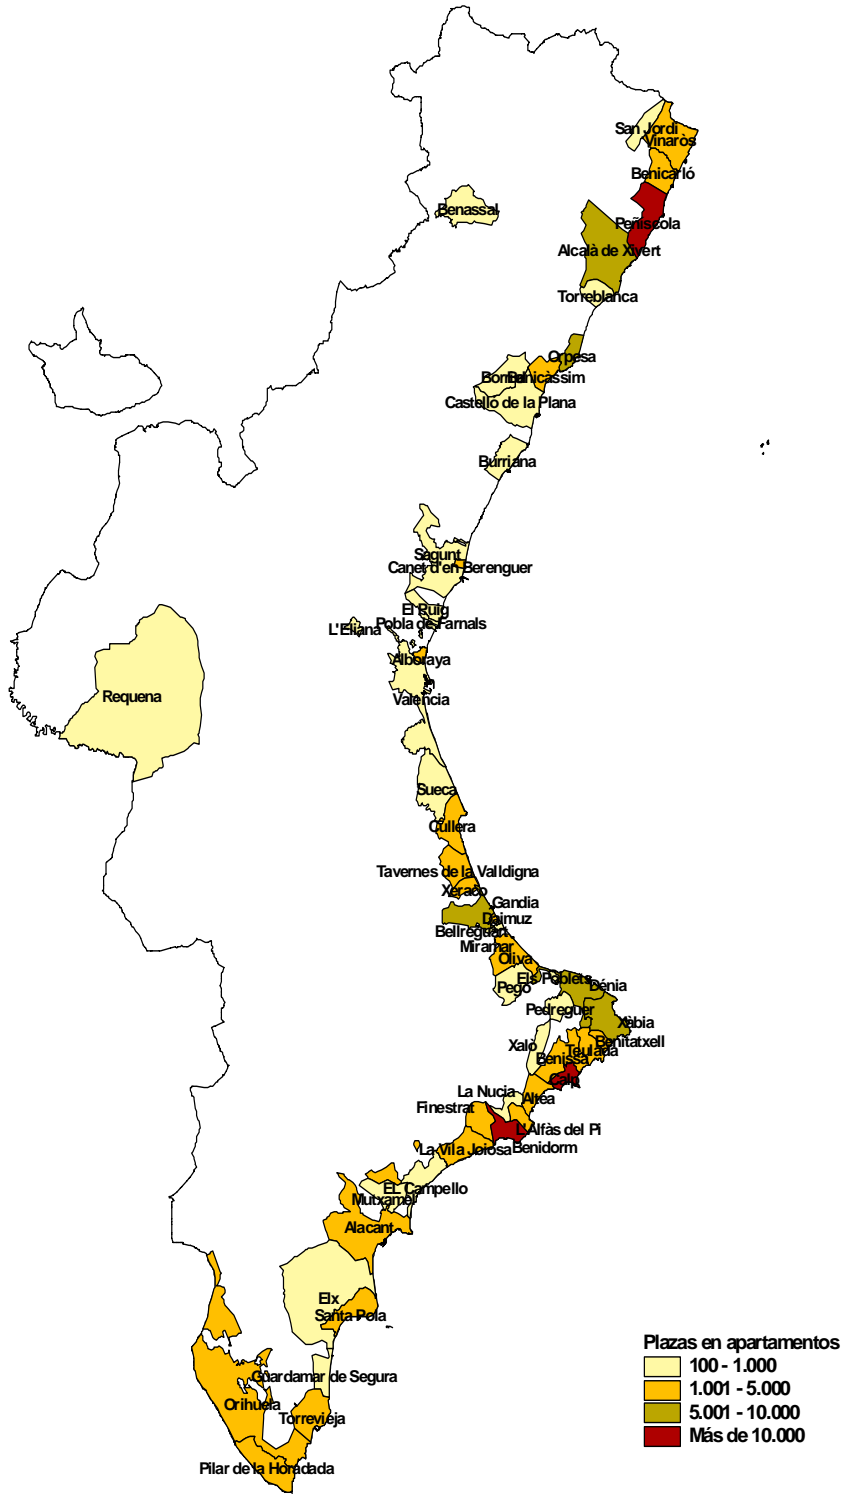 San Jordi
Vinaròs
Benicarló
Benassal
Peñiscola
Alcalà de Xivert
Torreblanca
Orpesa
Borriol
Benicàssim
Castelló de la Plana
Burriana
Sagunt
Canet d'en Berenguer
El Puig
Pobla de Farnals
L'Eliana
Alboraya
Requena
Valencia
Sueca
Cullera
Tavernes de la Valldigna
Xeraco
Gandia
Daimuz
Bellreguart
Miramar
Oliva
Els Poblets
Dénia
Pego
Pedreguer
Xàbia
Benitatxell
Xalò
Teulada
Benissa
Calp
La Nucia
Altea
Finestrat
L'Alfàs del Pi
La Vila Joiosa
Benidorm
EL Campello
Mutxamel
Alacant
Elx
Santa Pola
Guardamar de Segura
Orihuela
Torrevieja
Pilar de la Horadada
Plazas en apartamentos
100 - 1.000
1.001 - 5.000
5.001 - 10.000
Más de 10.000